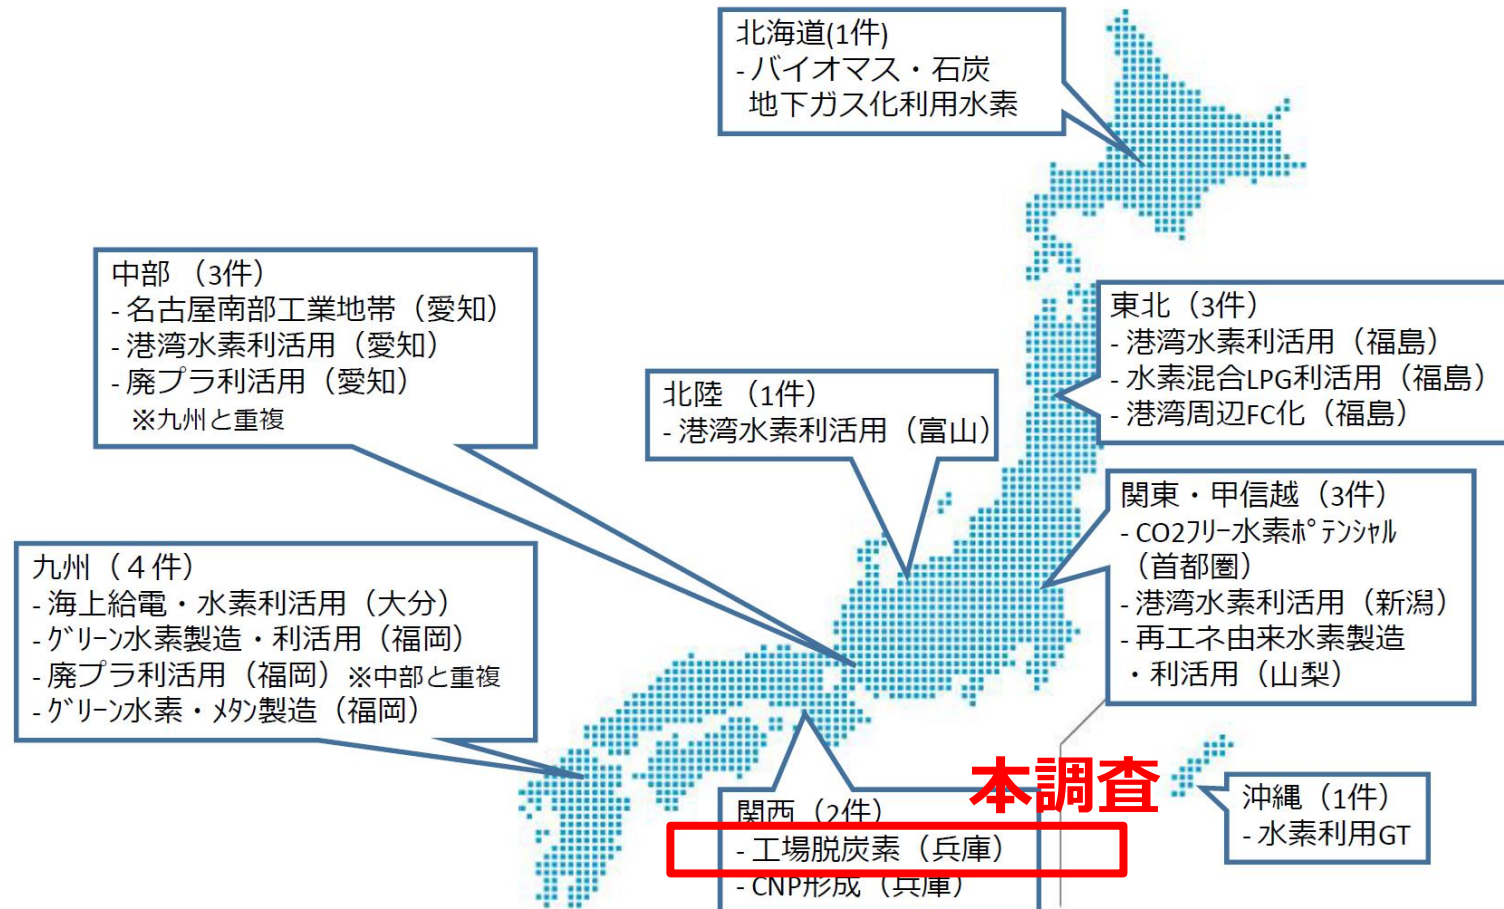 北海道(1件)
- バイオマス・石炭
地下ガス化利用水素
中部 （3件）
- 名古屋南部工業地帯（愛知）
- 港湾水素利活用（愛知）
- 廃プラ利活用（愛知）
※九州と重複
北陸 （1件）
- 港湾水素利活用（富山）
東北（3件）
- 港湾水素利活用（福島）
- 水素混合LPG利活用（福島）
- 港湾周辺FC化（福島）
関東・甲信越（3件）
- CO2ﾌﾘｰ水素ﾎﾟﾃﾝｼｬﾙ
（首都圏）
- 港湾水素利活用（新潟）
- 再エネ由来水素製造
・利活用（山梨）
九州（４件）
- 海上給電・水素利活用（大分）
- ｸﾞﾘｰﾝ水素製造・利活用（福岡）
- 廃プラ利活用（福岡）※中部と重複
- ｸﾞﾘｰﾝ水素・ﾒﾀﾝ製造（福岡）
本調査
関西（2件）
- 工場脱炭素（兵庫）
- CNP形成（兵庫）
沖縄（1件）
- 水素利用GT